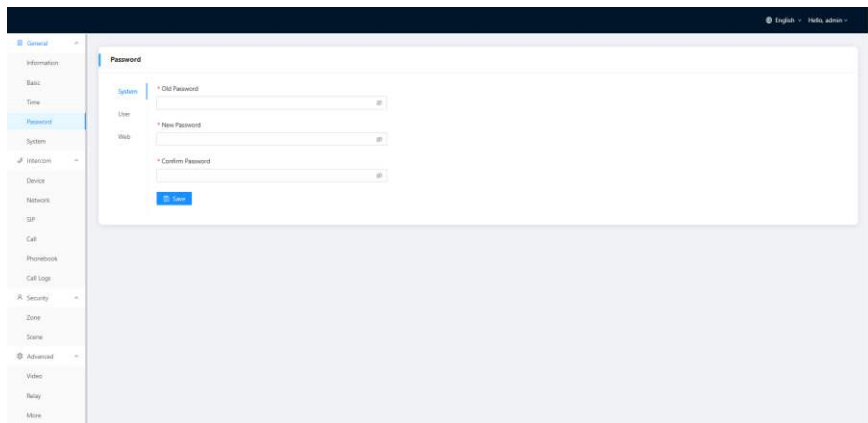 English Hello, admin
General
Information
Basic
Time
Password
System
Intercom
Device
Network
SIP
Call
Phonebook
Call Logs
Security
Zone
Scene
Advanced
Video
Relay
More
Password
System
User
Web
* Old Password
* New Password
* Confirm Password
Save